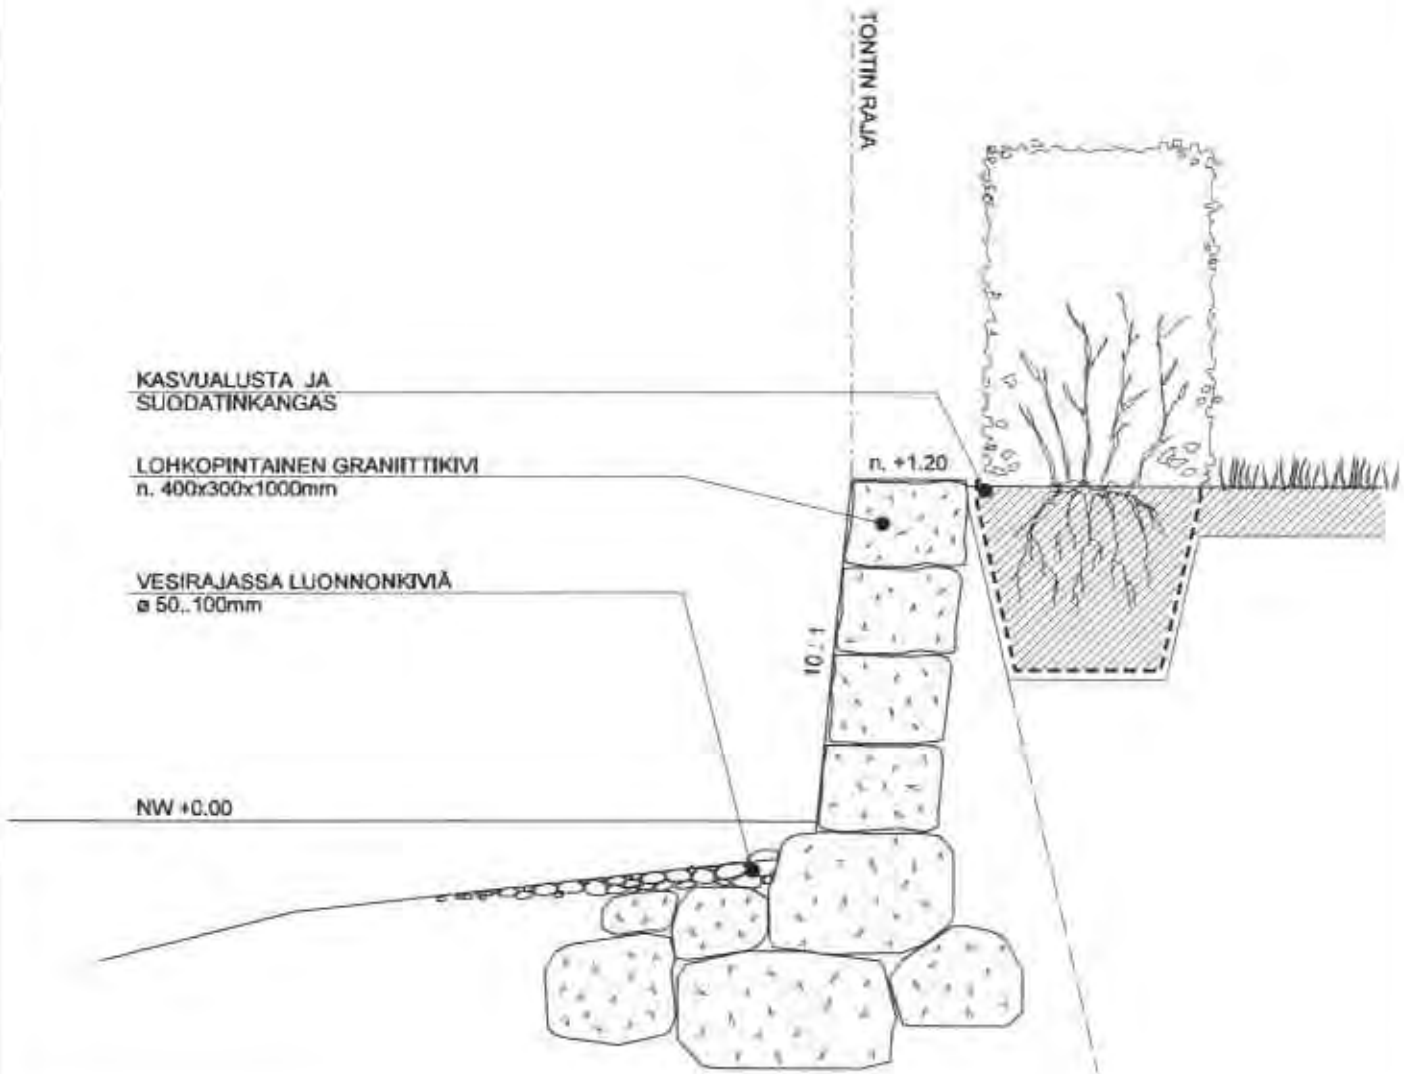 TONTIN RAJA
KASVUALUSTA JA
SUODATINKANGAS
LOHKOPINTAINEN GRANIITTIKIVI
n. 400x300x1000mm
n. +1.20
VESIRAJASSA LUONNONKIVIÄ
ø 50..100mm
10:1
NW +0.00